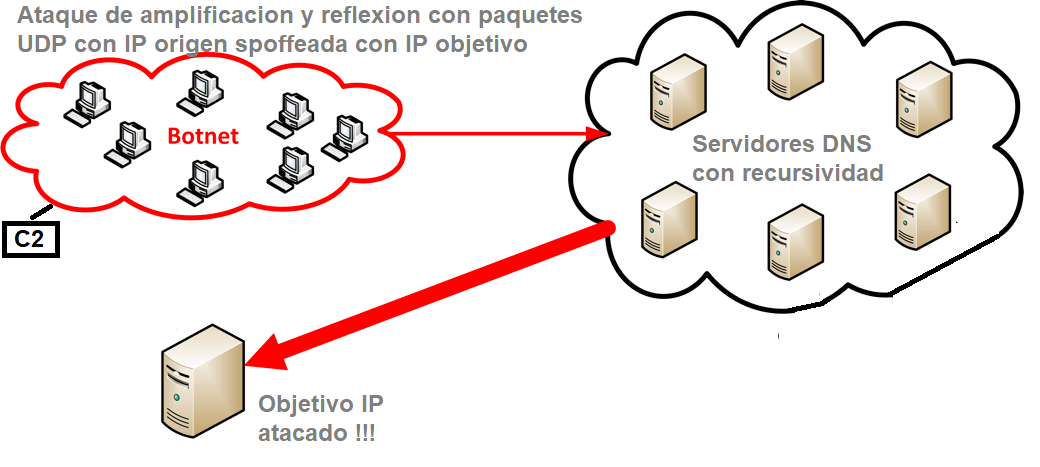 Ataque de amplificacion y reflexion con paquetes
UDP con IP origen spoffeada con IP objetivo
Botnet
Servidores DNS
con recursividad
C2
Objetivo IP
atacado !!!